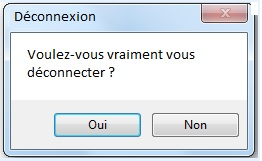 Déconnexion
Voulez-vous vraiment vous
déconnecter ?
Oui
Non